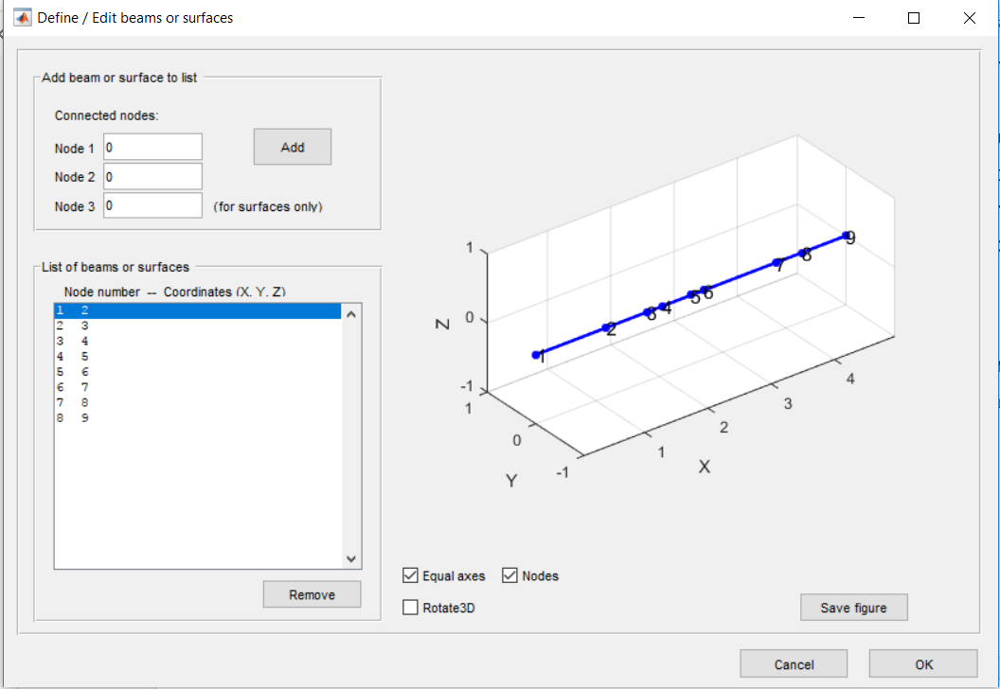 Define / Edit beams or surfaces
Add beam or surface to list
Connected nodes:
Node 1 0
Add
Node 2 0
Node 3 0 (for surfaces only)
List of beams or surfaces
Node number -- Coordinates (X, Y, Z)
1 2
2 3
3 4
4 5
5 6
6 7
7 8
8 9
Remove
1
0
-1
Z
1
0
-1
Y
1
2
3
4
X
1
2
3
4
5
6
7
8
9
Equal axes
Nodes
Rotate3D
Save figure
Cancel
OK